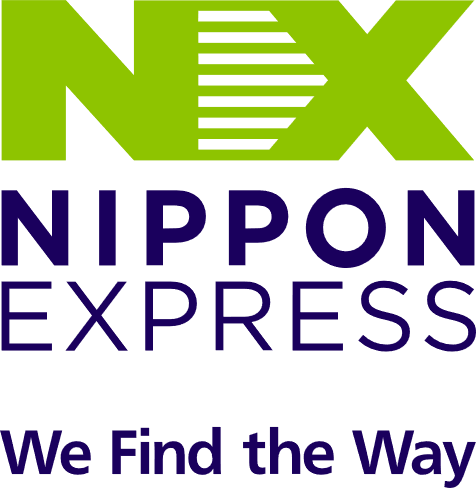 NX
NIPPON
EXPRESS
We Find the Way